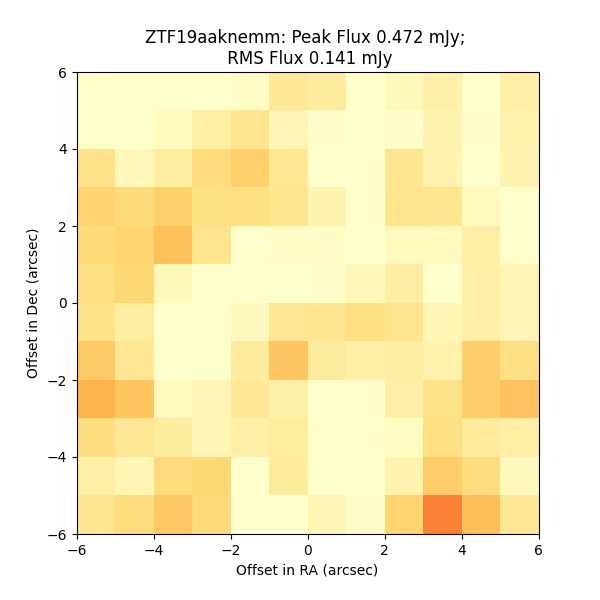 ZTF19aaknemm: Peak Flux 0.472 mJy;
RMS Flux 0.141 mJy
6
4
2
0
−2
−4
−6
Offset in Dec (arcsec)
−6 −4 −2 0 2 4 6
Offset in RA (arcsec)